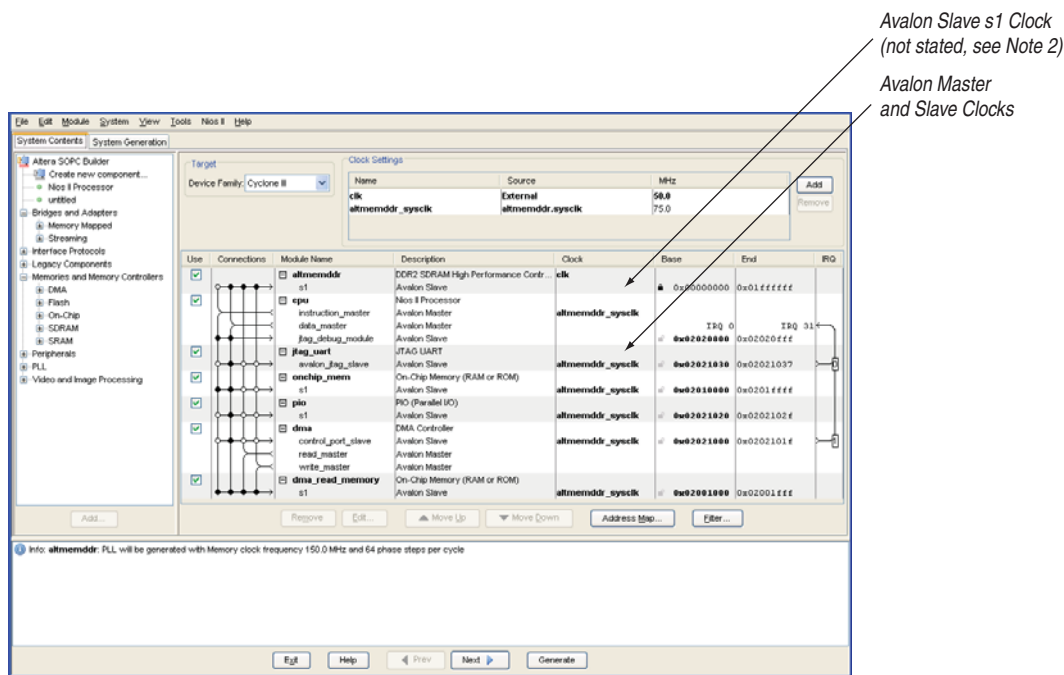 Avalon Slave s1 Clock
(not stated, see Note 2)
Avalon Master
and Slave Clocks
File Edit Module System View Tools Nios II Help
System Contents System Generation
Altera SOPC Builder
Create new component...
Nios II Processor
untitled
Bridges and Adapters
Memory Mapped
Streaming
Interface Protocols
Legacy Components
Memories and Memory Controllers
DMA
Flash
On-Chip
SDRAM
SRAM
Peripherals
PLL
Video and Image Processing
Add...
Target
Device Family: Cyclone III
Clock Settings
Name Source MHz
clk External 50.0
altmemddr_sysclk altmemddr.sysclk 75.0
Add
Remove
Use Connections Module Name Description Clock Base End IRQ
altmemddr DDR2 SDRAM High Performance Contr... clk
s1 Avalon Slave 0x00000000 0x01ffffff
cpu Nios II Processor
instruction_master Avalon Master altmemddr_sysclk
data_master Avalon Master IRQ 0 IRQ 31
jtag_debug_module Avalon Slave 0x02020800 0x02020fff
jtag_uart JTAG UART
avalon_jtag_slave Avalon Slave altmemddr_sysclk 0x02021030 0x02021037
onchip_mem On-Chip Memory (RAM or ROM)
s1 Avalon Slave altmemddr_sysclk 0x02010000 0x0201ffff
pio PIO (Parallel I/O)
s1 Avalon Slave altmemddr_sysclk 0x02021020 0x0202102f
dma DMA Controller
control_port_slave Avalon Slave altmemddr_sysclk 0x02021000 0x0202101f
read_master Avalon Master
write_master Avalon Master
dma_read_memory On-Chip Memory (RAM or ROM)
s1 Avalon Slave altmemddr_sysclk 0x02001000 0x02001fff
Remove Edit... Move Up Move Down Address Map... Filter...
Info: altmemddr: PLL will be generated with Memory clock frequency 150.0 MHz and 64 phase steps per cycle
Exit Help Prev Next Generate